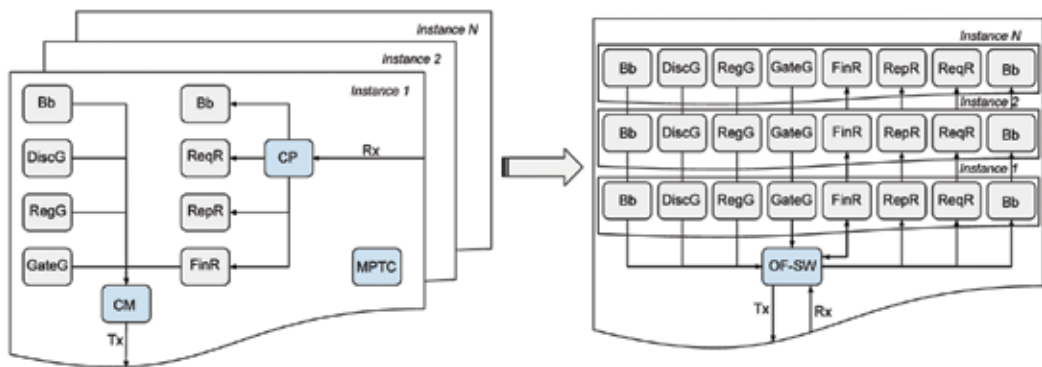 Instance N
Instance 2
Instance 1
Bb Bb
CP Rx
DiscG ReqR
RegG RepR
GateG FinR MPTC
CM
Tx
Instance N
Bb DiscG RegG GateG FinR RepR ReqR Bb
Instance 2
Bb DiscG RegG GateG FinR RepR ReqR Bb
Instance 1
Bb DiscG RegG GateG FinR RepR ReqR Bb
OF-SW
Tx Rx